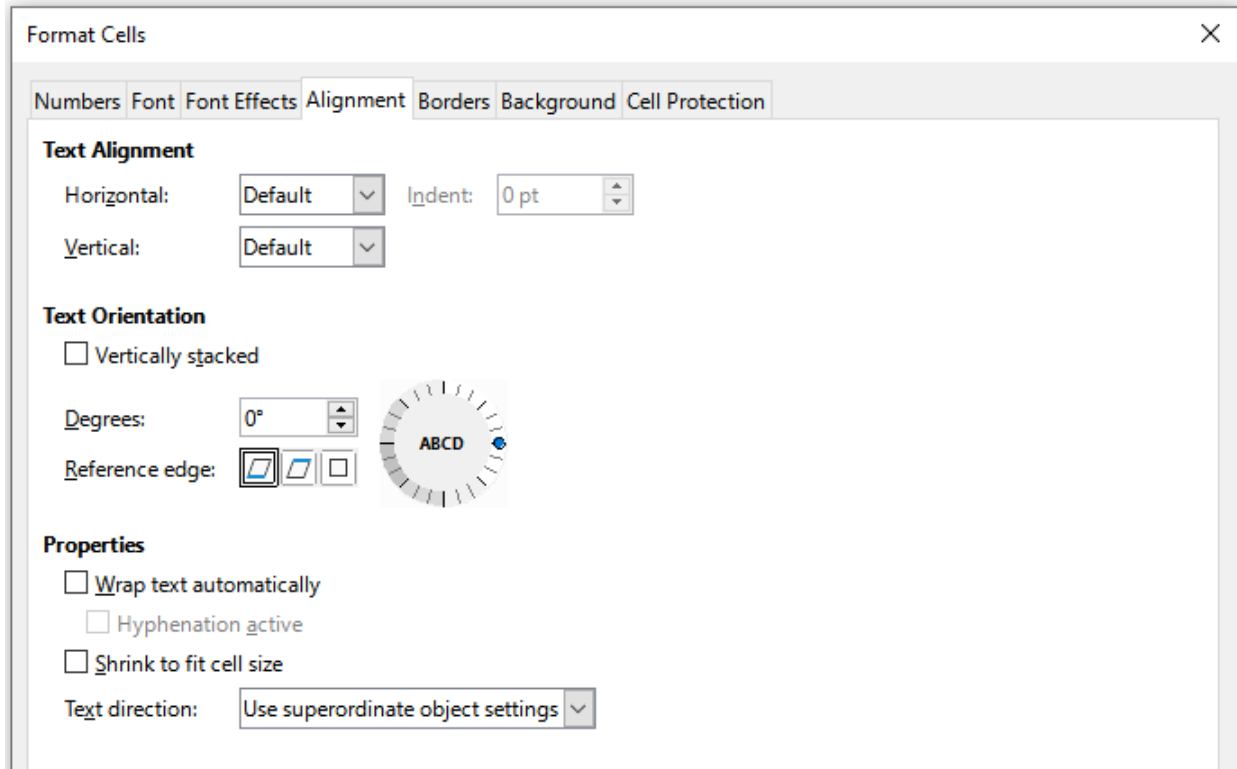 Format Cells
Numbers Font Font Effects Alignment Borders Background Cell Protection
Text Alignment
Horizontal: Default Indent: 0 pt
Vertical: Default
Text Orientation
Vertically stacked
Degrees: 0° ABCD
Reference edge:
Properties
Wrap text automatically
Hyphenation active
Shrink to fit cell size
Text direction: Use superordinate object settings